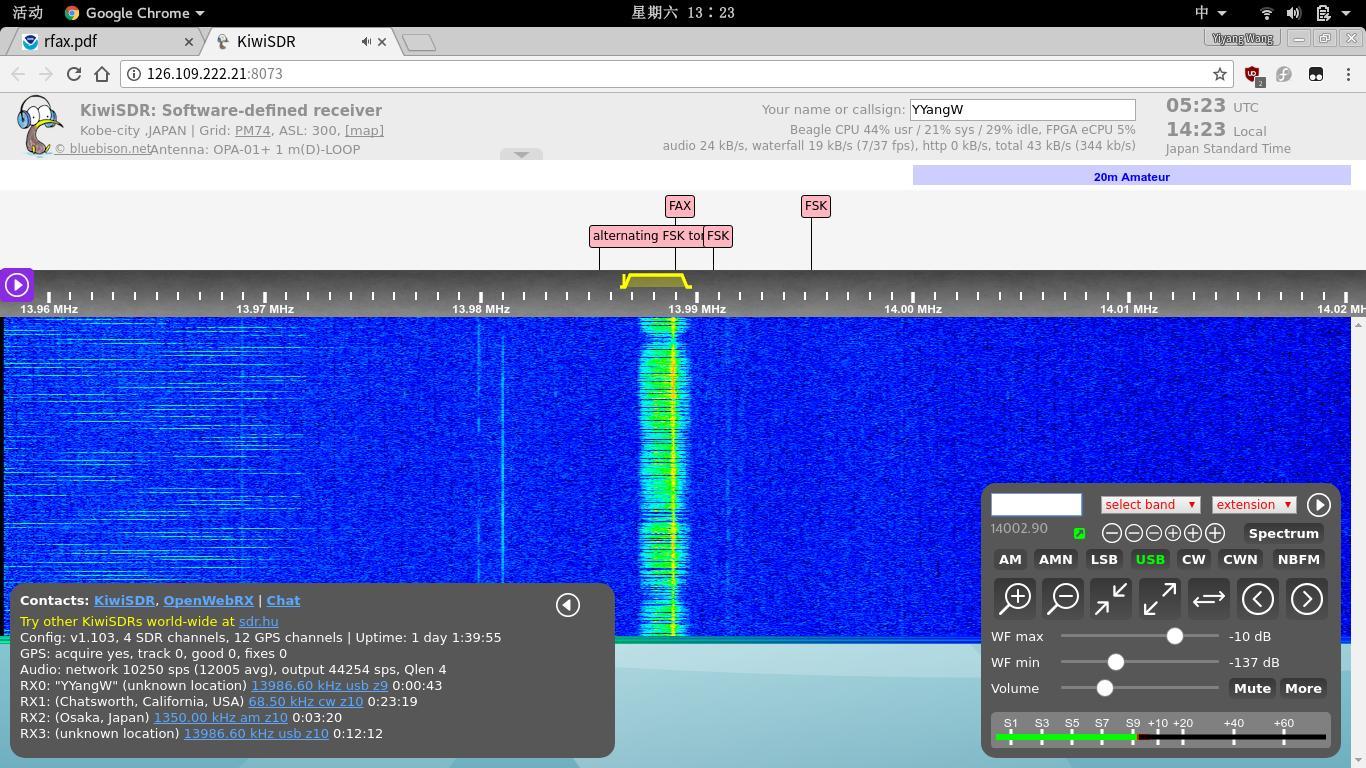 活动 Google Chrome 星期六 13：23 中
rfax.pdf KiwiSDR Yiyang Wang
126.109.222.21:8073
KiwiSDR: Software-defined receiver
Kobe-city ,JAPAN | Grid: PM74, ASL: 300, [map]
© bluebison.net Antenna: OPA-01+ 1 m(D)-LOOP
Your name or callsign: YYangW
Beagle CPU 44% usr / 21% sys / 29% idle, FPGA eCPU 5%
audio 24 kB/s, waterfall 19 kB/s (7/37 fps), http 0 kB/s, total 43 kB/s (344 kb/s)
05:23 UTC
14:23 Local
Japan Standard Time
20m Amateur
FAX FSK
alternating FSK tor FSK
13.96 MHz 13.97 MHz 13.98 MHz 13.99 MHz 14.00 MHz 14.01 MHz 14.02 MH
Contacts: KiwiSDR, OpenWebRX | Chat
Try other KiwiSDRs world-wide at sdr.hu
Config: v1.103, 4 SDR channels, 12 GPS channels | Uptime: 1 day 1:39:55
GPS: acquire yes, track 0, good 0, fixes 0
Audio: network 10250 sps (12005 avg), output 44254 sps, Qlen 4
RX0: "YYangW" (unknown location) 13986.60 kHz usb z9 0:00:43
RX1: (Chatsworth, California, USA) 68.50 kHz cw z10 0:23:19
RX2: (Osaka, Japan) 1350.00 kHz am z10 0:03:20
RX3: (unknown location) 13986.60 kHz usb z10 0:12:12
select band extension
14002.90 Spectrum
AM AMN LSB USB CW CWN NBFM
WF max -10 dB
WF min -137 dB
Volume Mute More
S1 S3 S5 S7 S9 +10 +20 +40 +60